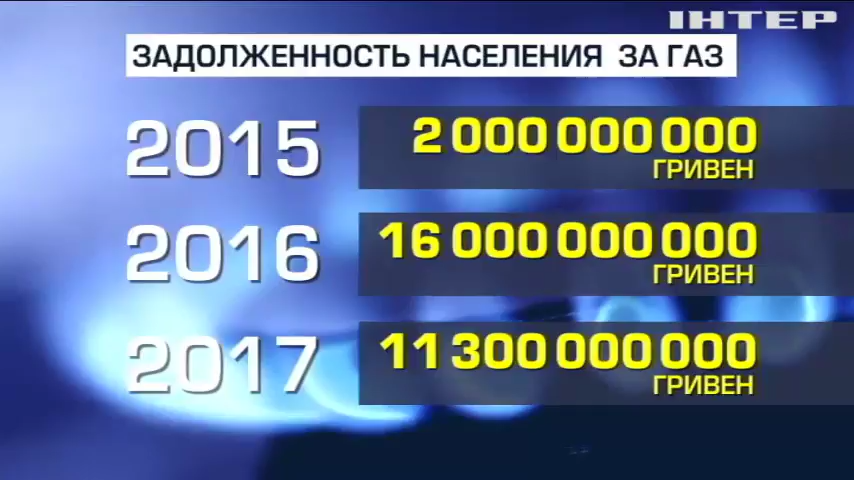 ІНТЕР
ЗАДОЛЖЕННОСТЬ НАСЕЛЕНИЯ ЗА ГАЗ
2015
2 000 000 000
ГРИВЕН
2016
16 000 000 000
ГРИВЕН
2017
11 300 000 000
ГРИВЕН